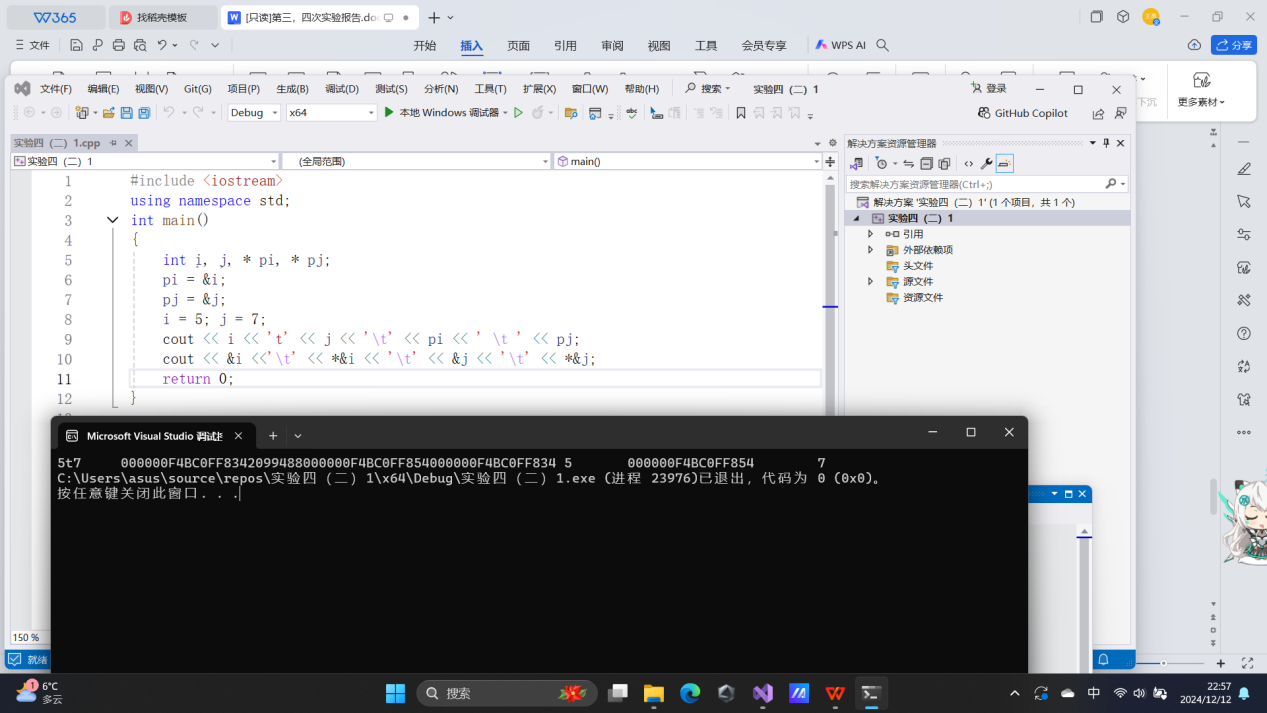 W365
找稻壳模板
[只读]第三，四次实验报告.doc
文件
开始
插入
页面
引用
审阅
视图
工具
会员专享
WPS AI
分享
更多素材
文件(F)
编辑(E)
视图(V)
Git(G)
项目(P)
生成(B)
调试(D)
测试(S)
分析(N)
工具(T)
扩展(X)
窗口(W)
帮助(H)
搜索
实验四 （二） 1
登录
Debug
x64
本地 Windows 调试器
GitHub Copilot
实验四 （二） 1.cpp
实验四 （二） 1
(全局范围)
main()
1 #include <iostream>
2 using namespace std;
3 int main()
4 {
5 int i, j, * pi, * pj;
6 pi = &i;
7 pj = &j;
8 i = 5; j = 7;
9 cout << i << 't' << j << '\t' << pi << ' \t ' << pj;
10 cout << &i <<'\t' << *&i << '\t' << &j << '\t' << *&j;
11 return 0;
12 }
150 %
就绪
解决方案资源管理器
搜索解决方案资源管理器(Ctrl+;)
解决方案 '实验四 （二） 1' (1 个项目，共 1 个)
实验四 （二） 1
引用
外部依赖项
头文件
源文件
资源文件
Microsoft Visual Studio 调试
5t7 000000F4BC0FF8342099488000000F4BC0FF854000000F4BC0FF834 5 000000F4BC0FF854 7
C:\Users\asus\source\repos\实验四 （二） 1\x64\Debug\实验四 （二） 1.exe (进程 23976)已退出，代码为 0 (0x0)。
按任意键关闭此窗口. . .
1
6°C
多云
搜索
中
22:57
2024/12/12